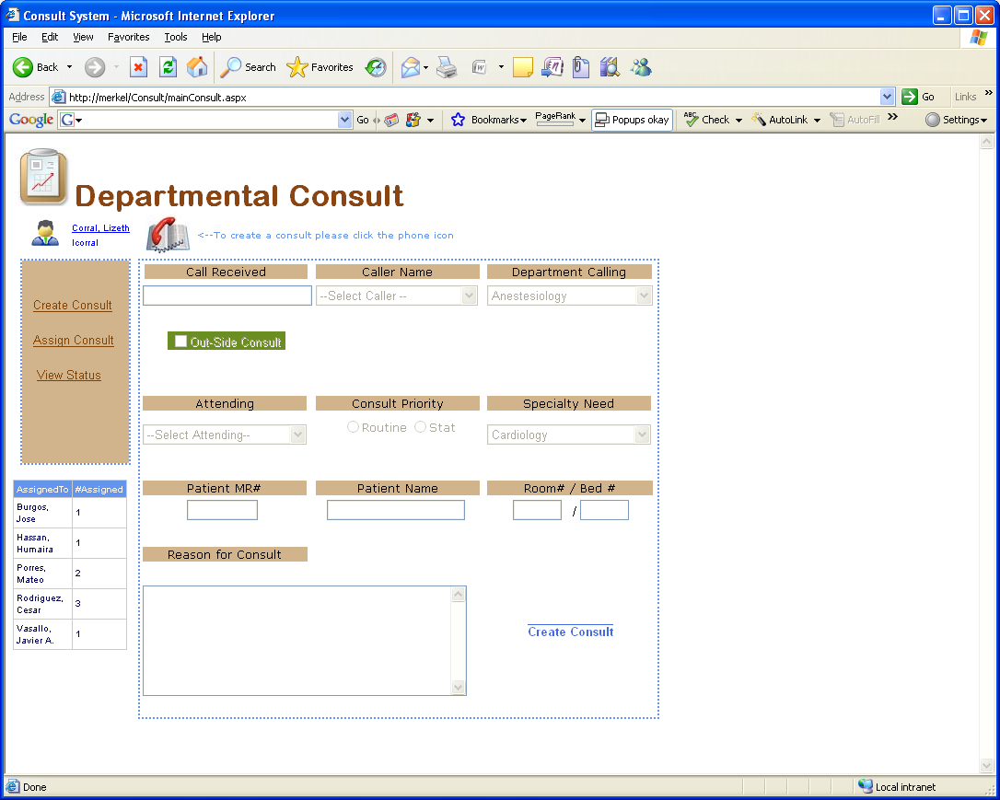 Consult System - Microsoft Internet Explorer
File Edit View Favorites Tools Help
Back Search Favorites
Address http://merkel/Consult/mainConsult.aspx Go Links »
Google G Go Bookmarks PageRank Popups okay ABC Check AutoLink AutoFill » Settings
Departmental Consult
Corral, Lizeth
lcorral
<--To create a consult please click the phone icon
Create Consult
Assign Consult
View Status
Call Received Caller Name Department Calling
--Select Caller -- Anestesiology
Out-Side Consult
Attending Consult Priority Specialty Need
--Select Attending-- Routine Stat Cardiology
Patient MR# Patient Name Room# / Bed #
/
Reason for Consult
Create Consult
AssignedTo #Assigned
Burgos, Jose 1
Hassan, Humaira 1
Porres, Mateo 2
Rodriguez, Cesar 3
Vasallo, Javier A. 1
Done Local intranet